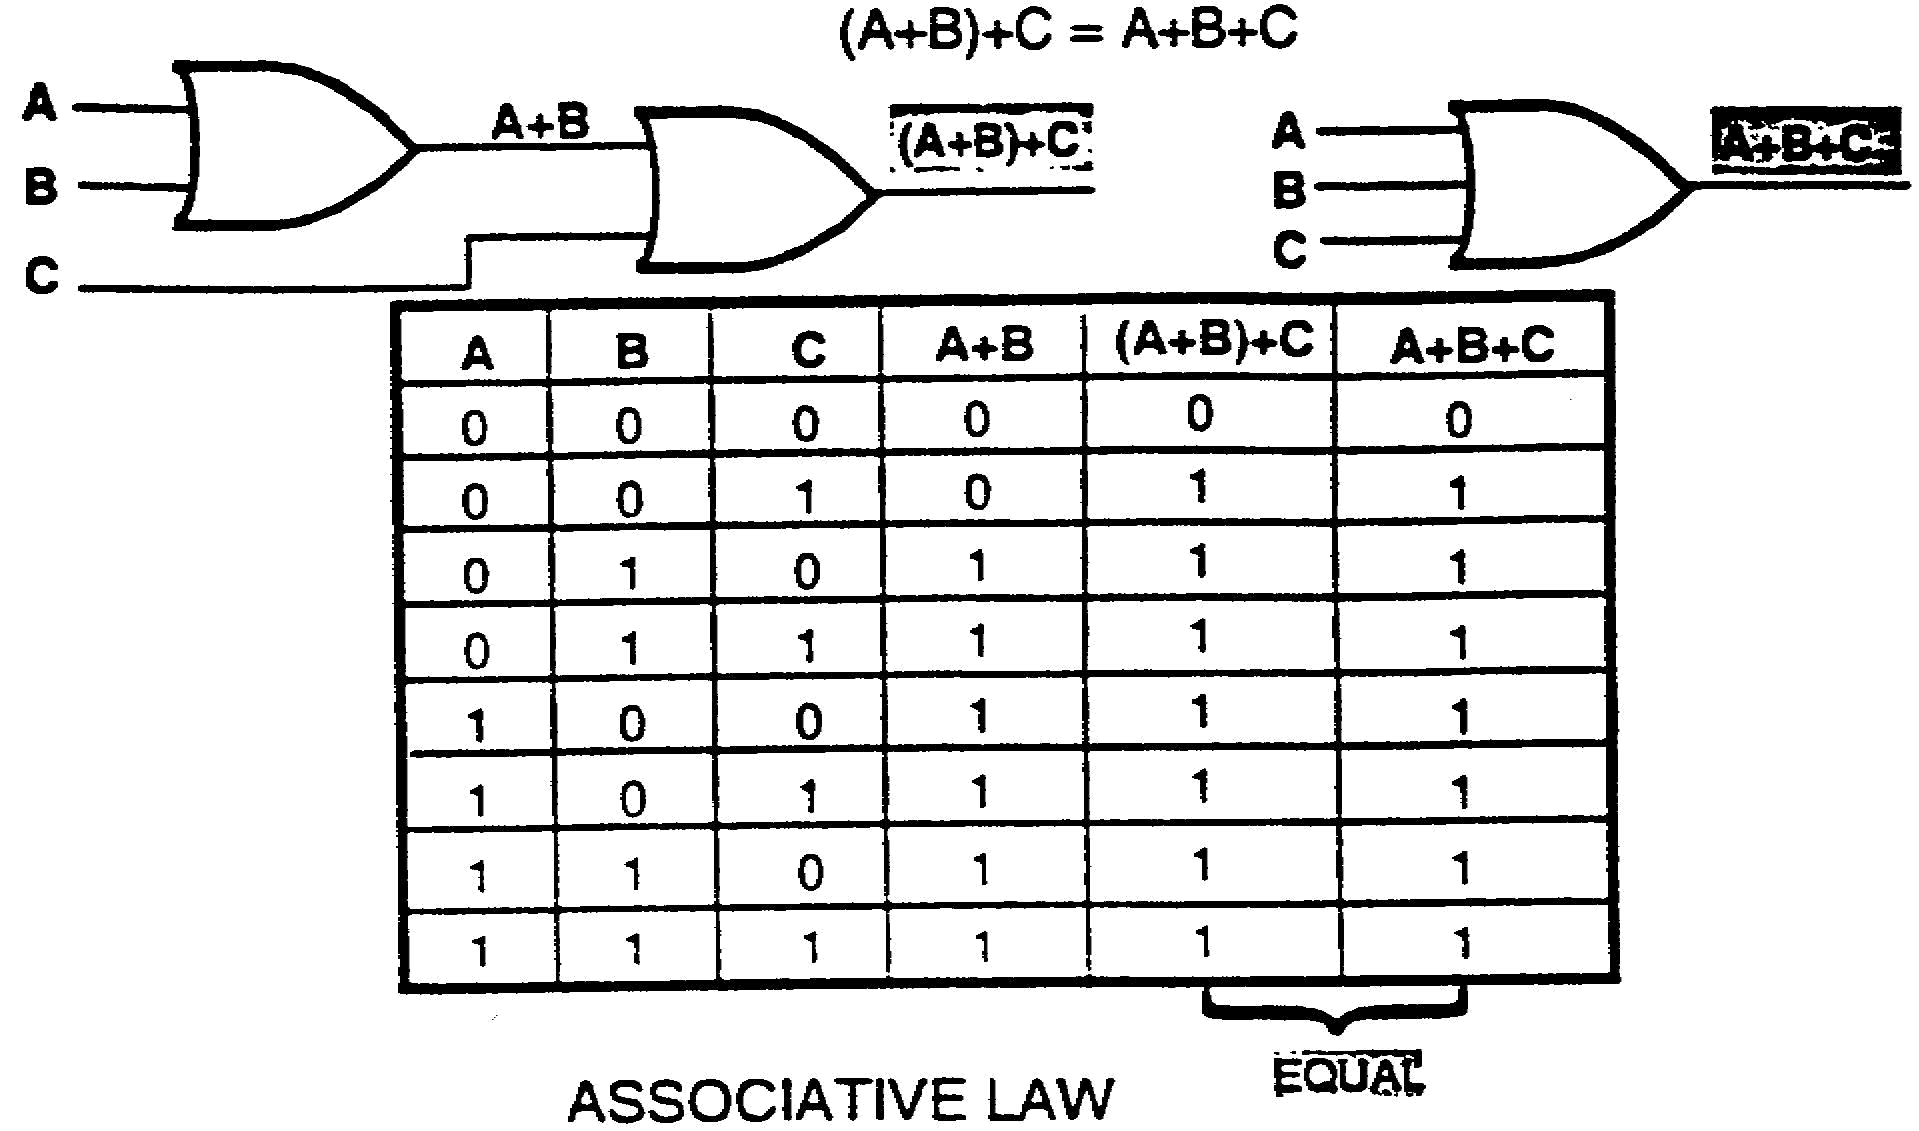 (A+B)+C = A+B+C
A
B
C
A+B
(A+B)+C
A
B
C
A+B+C
A B C A+B (A+B)+C A+B+C
0 0 0 0 0 0
0 0 1 0 1 1
0 1 0 1 1 1
0 1 1 1 1 1
1 0 0 1 1 1
1 0 1 1 1 1
1 1 0 1 1 1
1 1 1 1 1 1
EQUAL
ASSOCIATIVE LAW